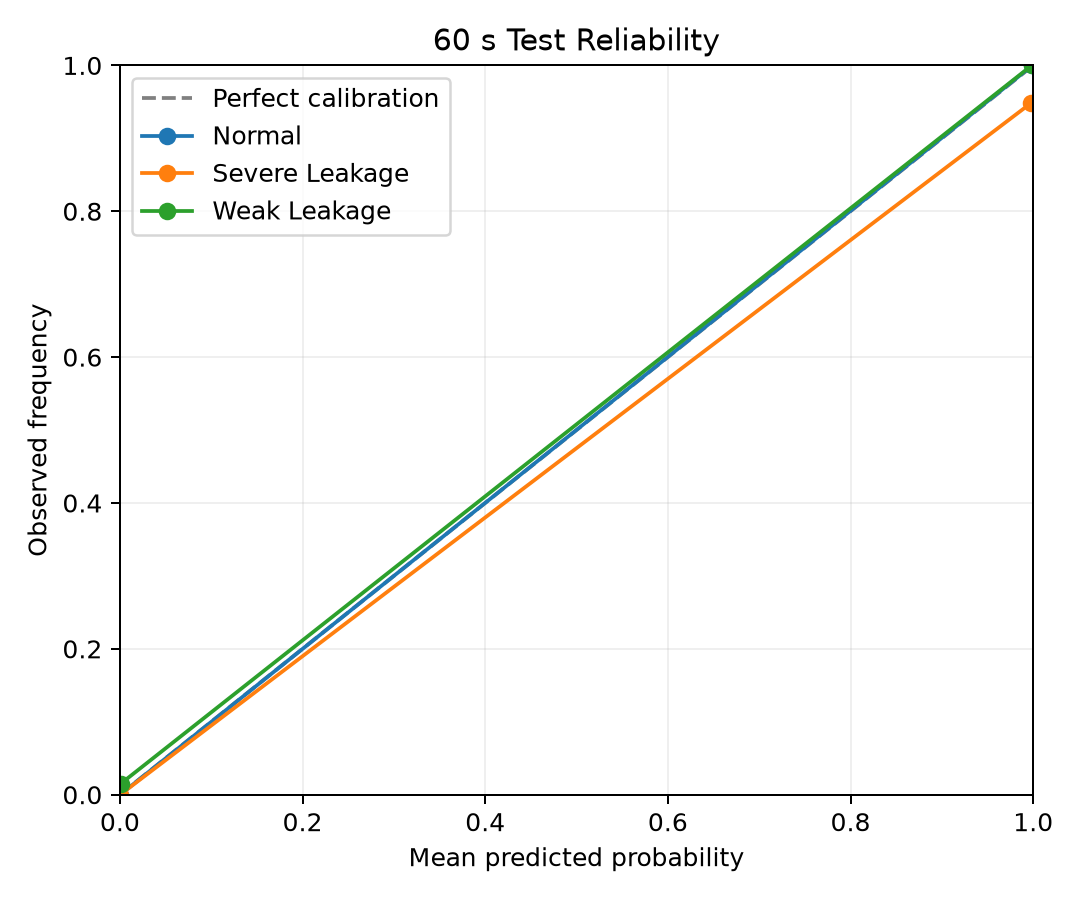 60 s Test Reliability
Perfect calibration
Normal
Severe Leakage
Weak Leakage
Observed frequency
1.0
0.8
0.6
0.4
0.2
0.0
0.0 0.2 0.4 0.6 0.8 1.0
Mean predicted probability